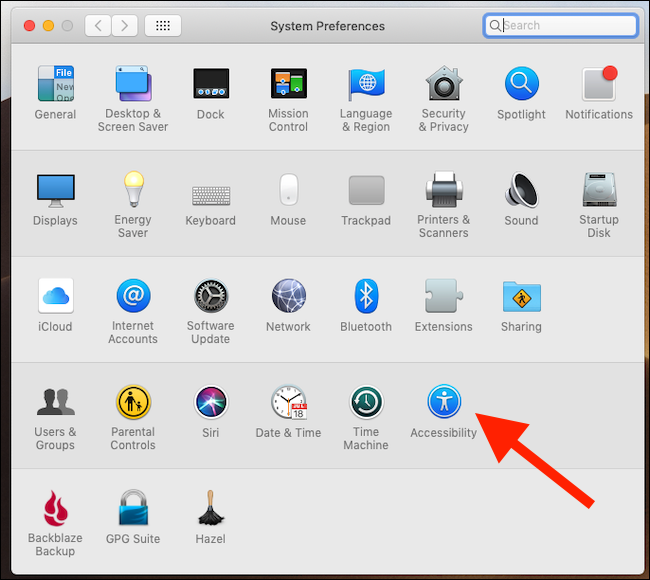 System Preferences
Search
File
New
Ope
General
Desktop &
Screen Saver
Dock
Mission
Control
Language
& Region
Security
& Privacy
Spotlight
Notifications
Displays
Energy
Saver
Keyboard
Mouse
Trackpad
Printers &
Scanners
Sound
Startup
Disk
iCloud
@
Internet
Accounts
Software
Update
Network
Bluetooth
Extensions
Sharing
Users &
Groups
Parental
Controls
Siri
JUL
18
Date & Time
Time
Machine
Accessibility
Backblaze
Backup
GPG Suite
Hazel